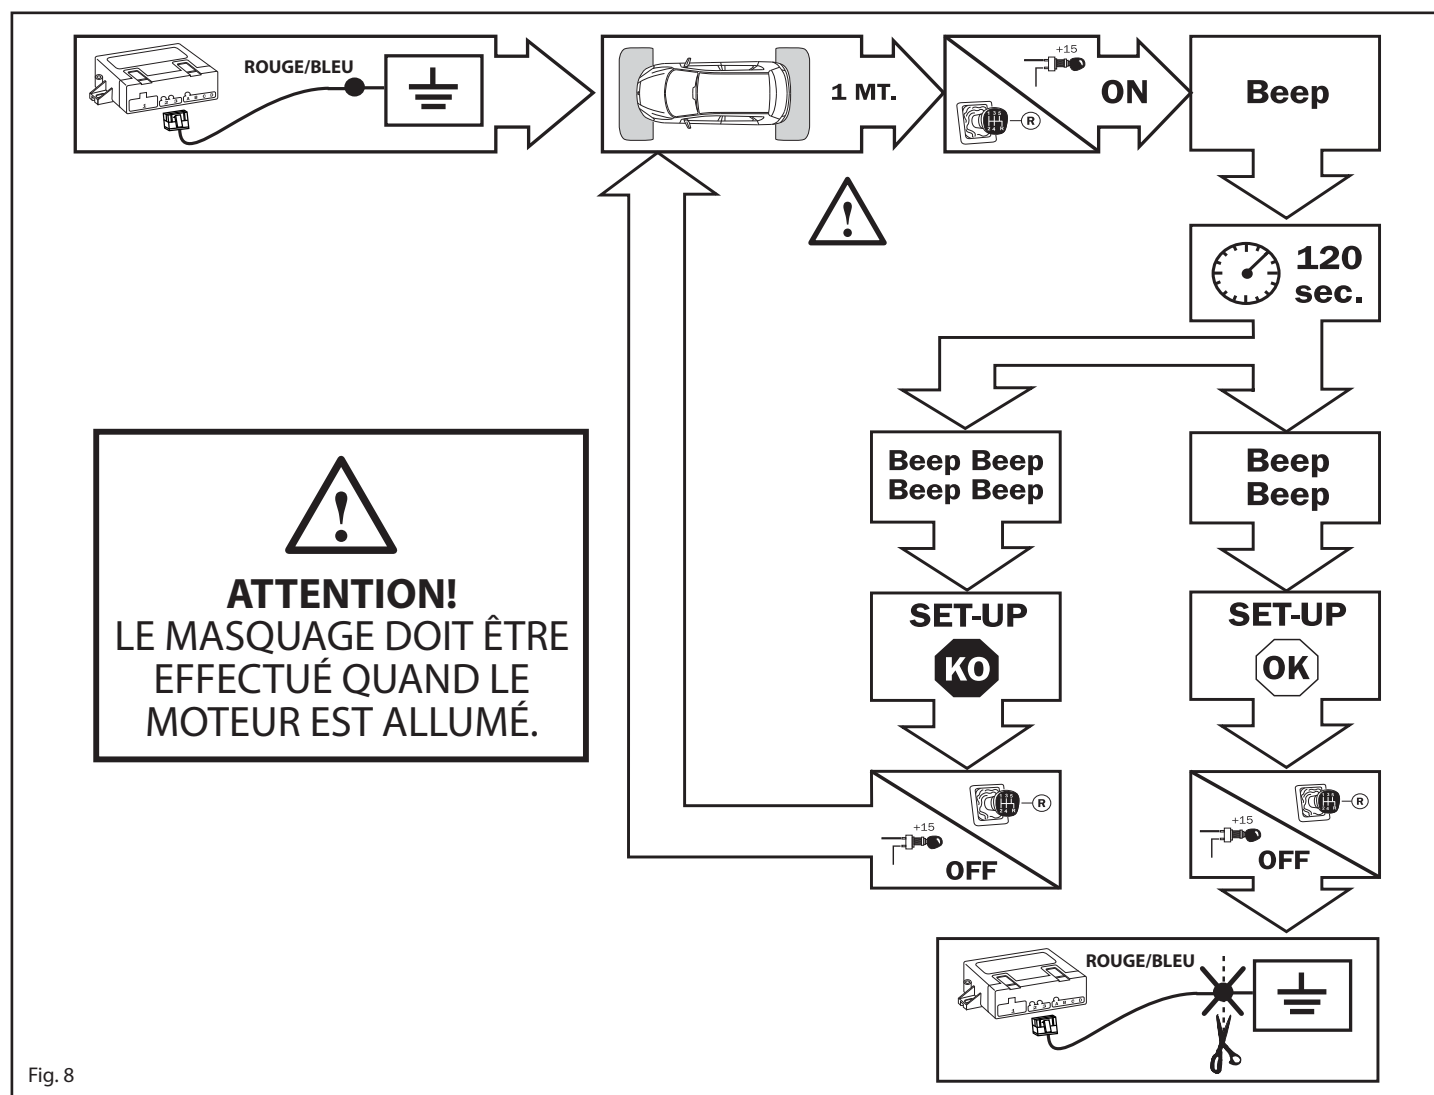 ROUGE/BLEU
1 MT.
+15
R
ON
Beep
120
sec.
Beep Beep
Beep Beep
Beep
Beep
ATTENTION!
LE MASQUAGE DOIT ÊTRE
EFFECTUÉ QUAND LE
MOTEUR EST ALLUMÉ.
SET-UP
KO
SET-UP
OK
R
+15
OFF
R
+15
OFF
ROUGE/BLEU
Fig. 8